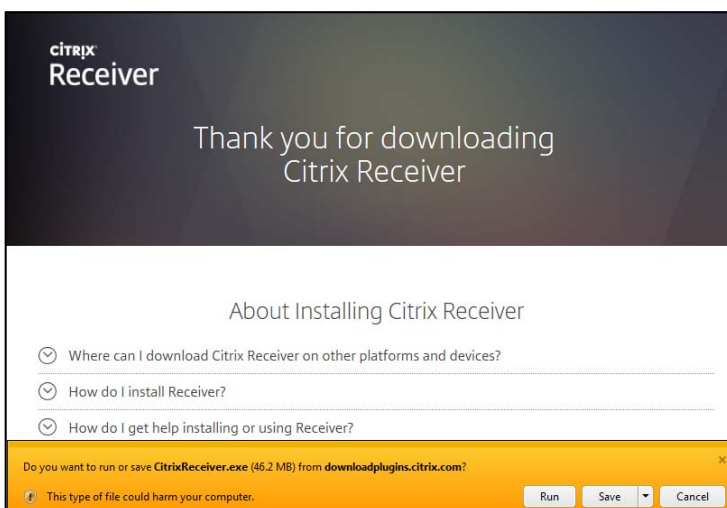 CİTRIX
Receiver
Thank you for downloading
Citrix Receiver
About Installing Citrix Receiver
Where can I download Citrix Receiver on other platforms and devices?
How do I install Receiver?
How do I get help installing or using Receiver?
Do you want to run or save CitrixReceiver.exe (46.2 MB) from downloadplugins.citrix.com?
This type of file could harm your computer.
Run Save Cancel